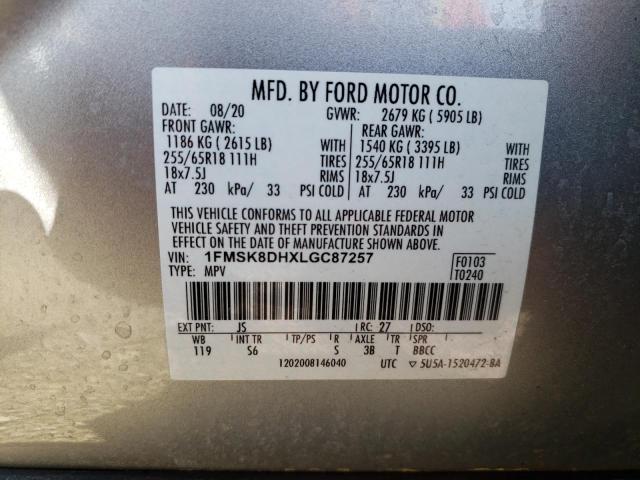 MFD. BY FORD MOTOR CO.
DATE: 08/20 GVWR: 2679 KG ( 5905 LB)
FRONT GAWR: REAR GAWR:
1186 KG ( 2615 LB) WITH 1540 KG ( 3395 LB) WITH
255/65R18 111H TIRES 255/65R18 111H TIRES
18x7.5J RIMS 18x7.5J RIMS
AT 230 kPa/ 33 PSI COLD AT 230 kPa/ 33 PSI COLD
THIS VEHICLE CONFORMS TO ALL APPLICABLE FEDERAL MOTOR
VEHICLE SAFETY AND THEFT PREVENTION STANDARDS IN
EFFECT ON THE DATE OF MANUFACTURE SHOWN ABOVE.
VIN: 1FMSK8DHXLGC87257 F0103
TYPE: MPV T0240
EXT PNT: JS RC: 27 DSO:
WB INT TR TP/PS R AXLE TR SPR
119 S6 S 3B T BBCC
1202008146040 UTC ▽ 5U5A-1520472-BA